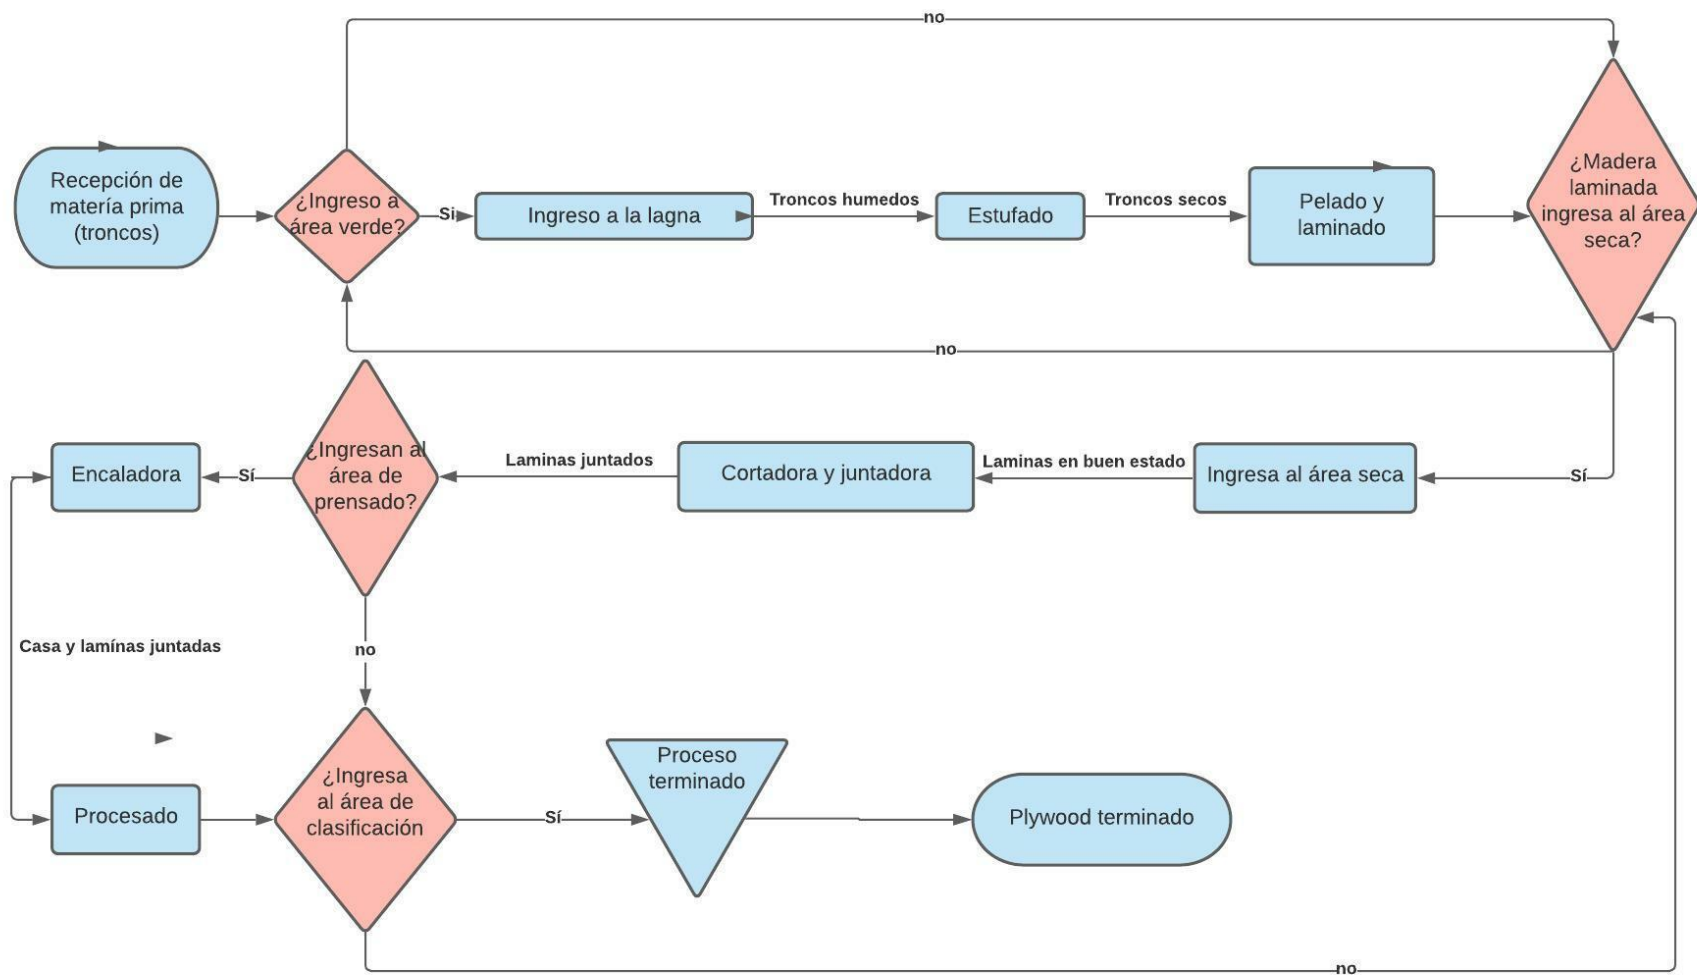 no
Recepción de
matería prima
(troncos)
¿Ingreso a
área verde?
Si
Ingreso a la lagna
Troncos humedos
Estufado
Troncos secos
Pelado y
laminado
¿Madera
laminada
ingresa al área
seca?
no
¿Ingresan al
área de
prensado?
Encaladora
Sí
Laminas juntados
Cortadora y juntadora
Laminas en buen estado
Ingresa al área seca
Sí
Casa y lamínas juntadas
no
Procesado
¿Ingresa
al área de
clasificación
Sí
Proceso
terminado
Plywood terminado
no